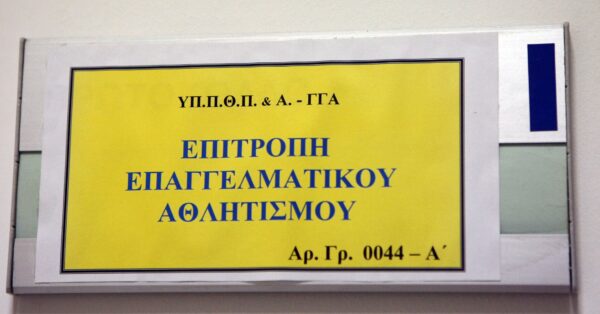 ΥΠ.Π.Θ.Π. & Α. - ΓΓΑ
ΕΠΙΤΡΟΠΗ
ΕΠΑΓΓΕΛΜΑΤΙΚΟΥ
ΑΘΛΗΤΙΣΜΟΥ
Αρ. Γρ. 0044 – Α΄